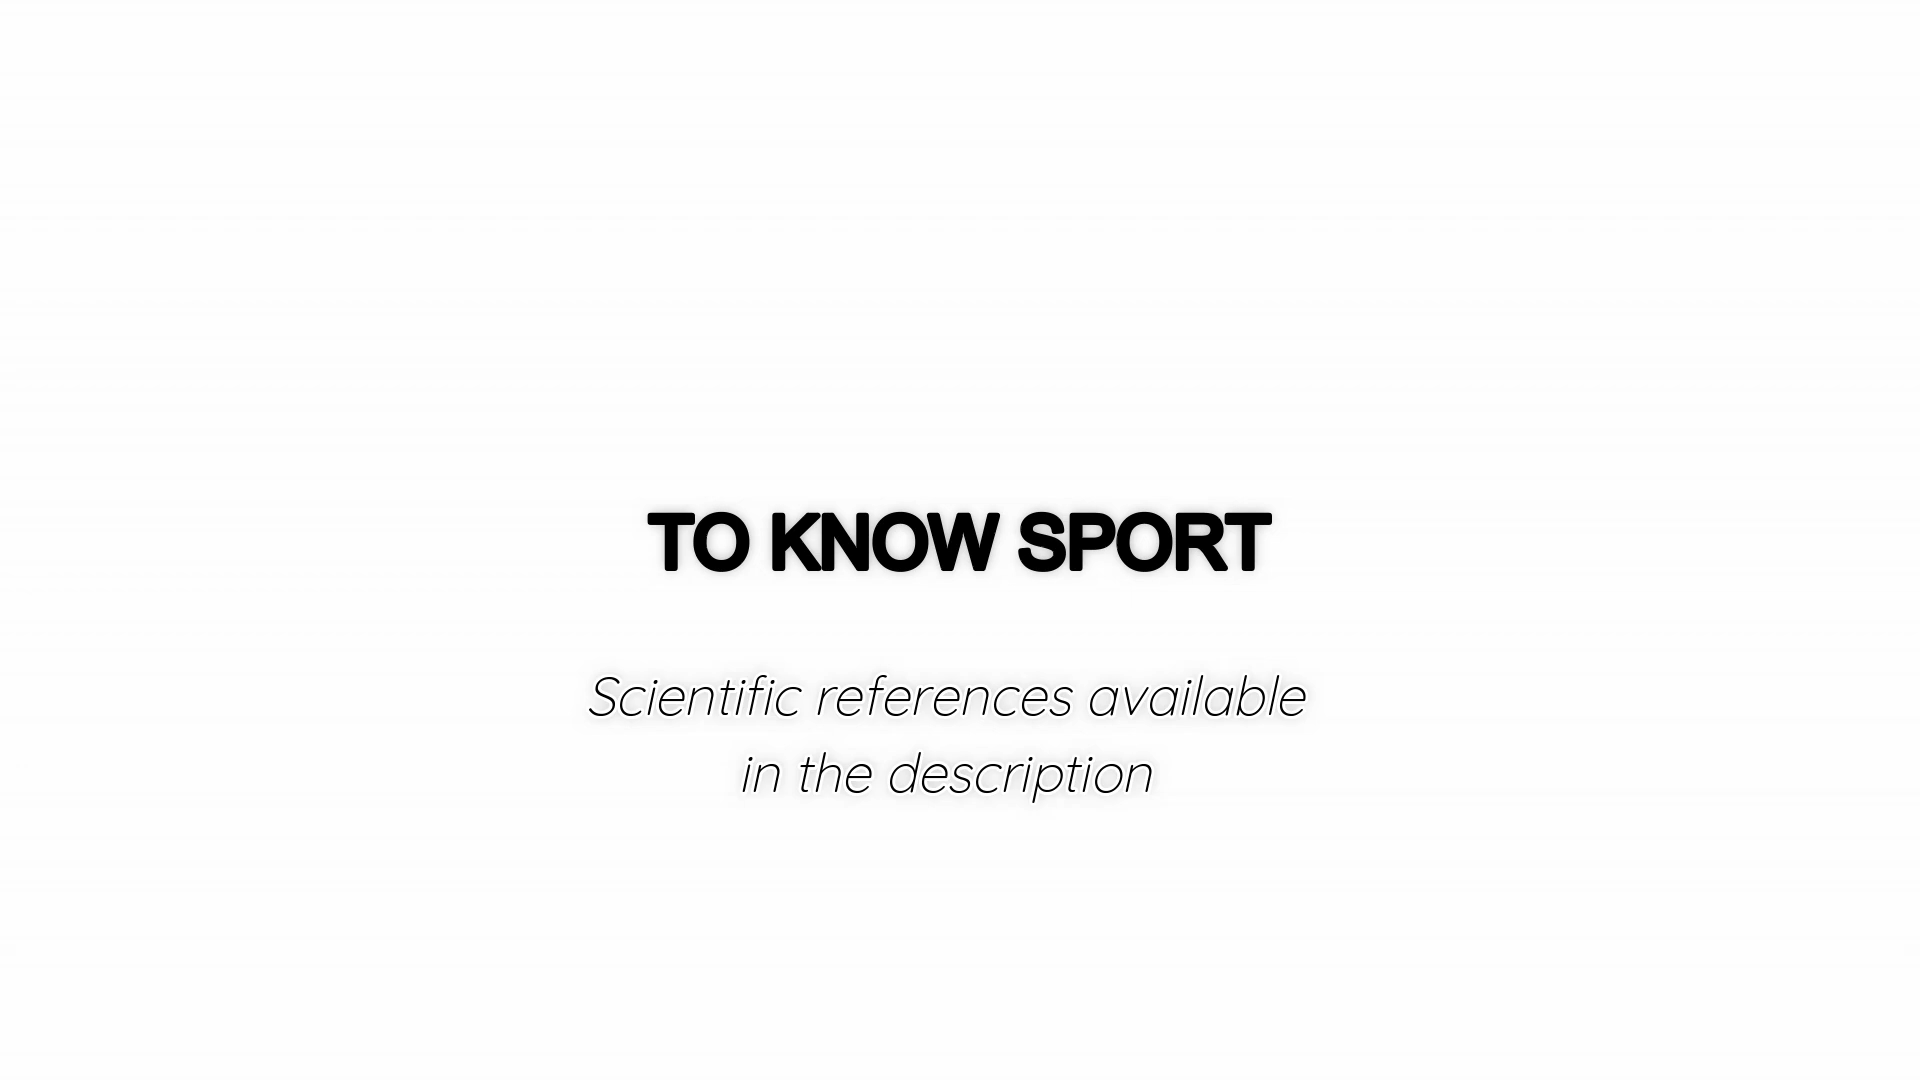 TO KNOW SPORT
Scientific references available
in the description